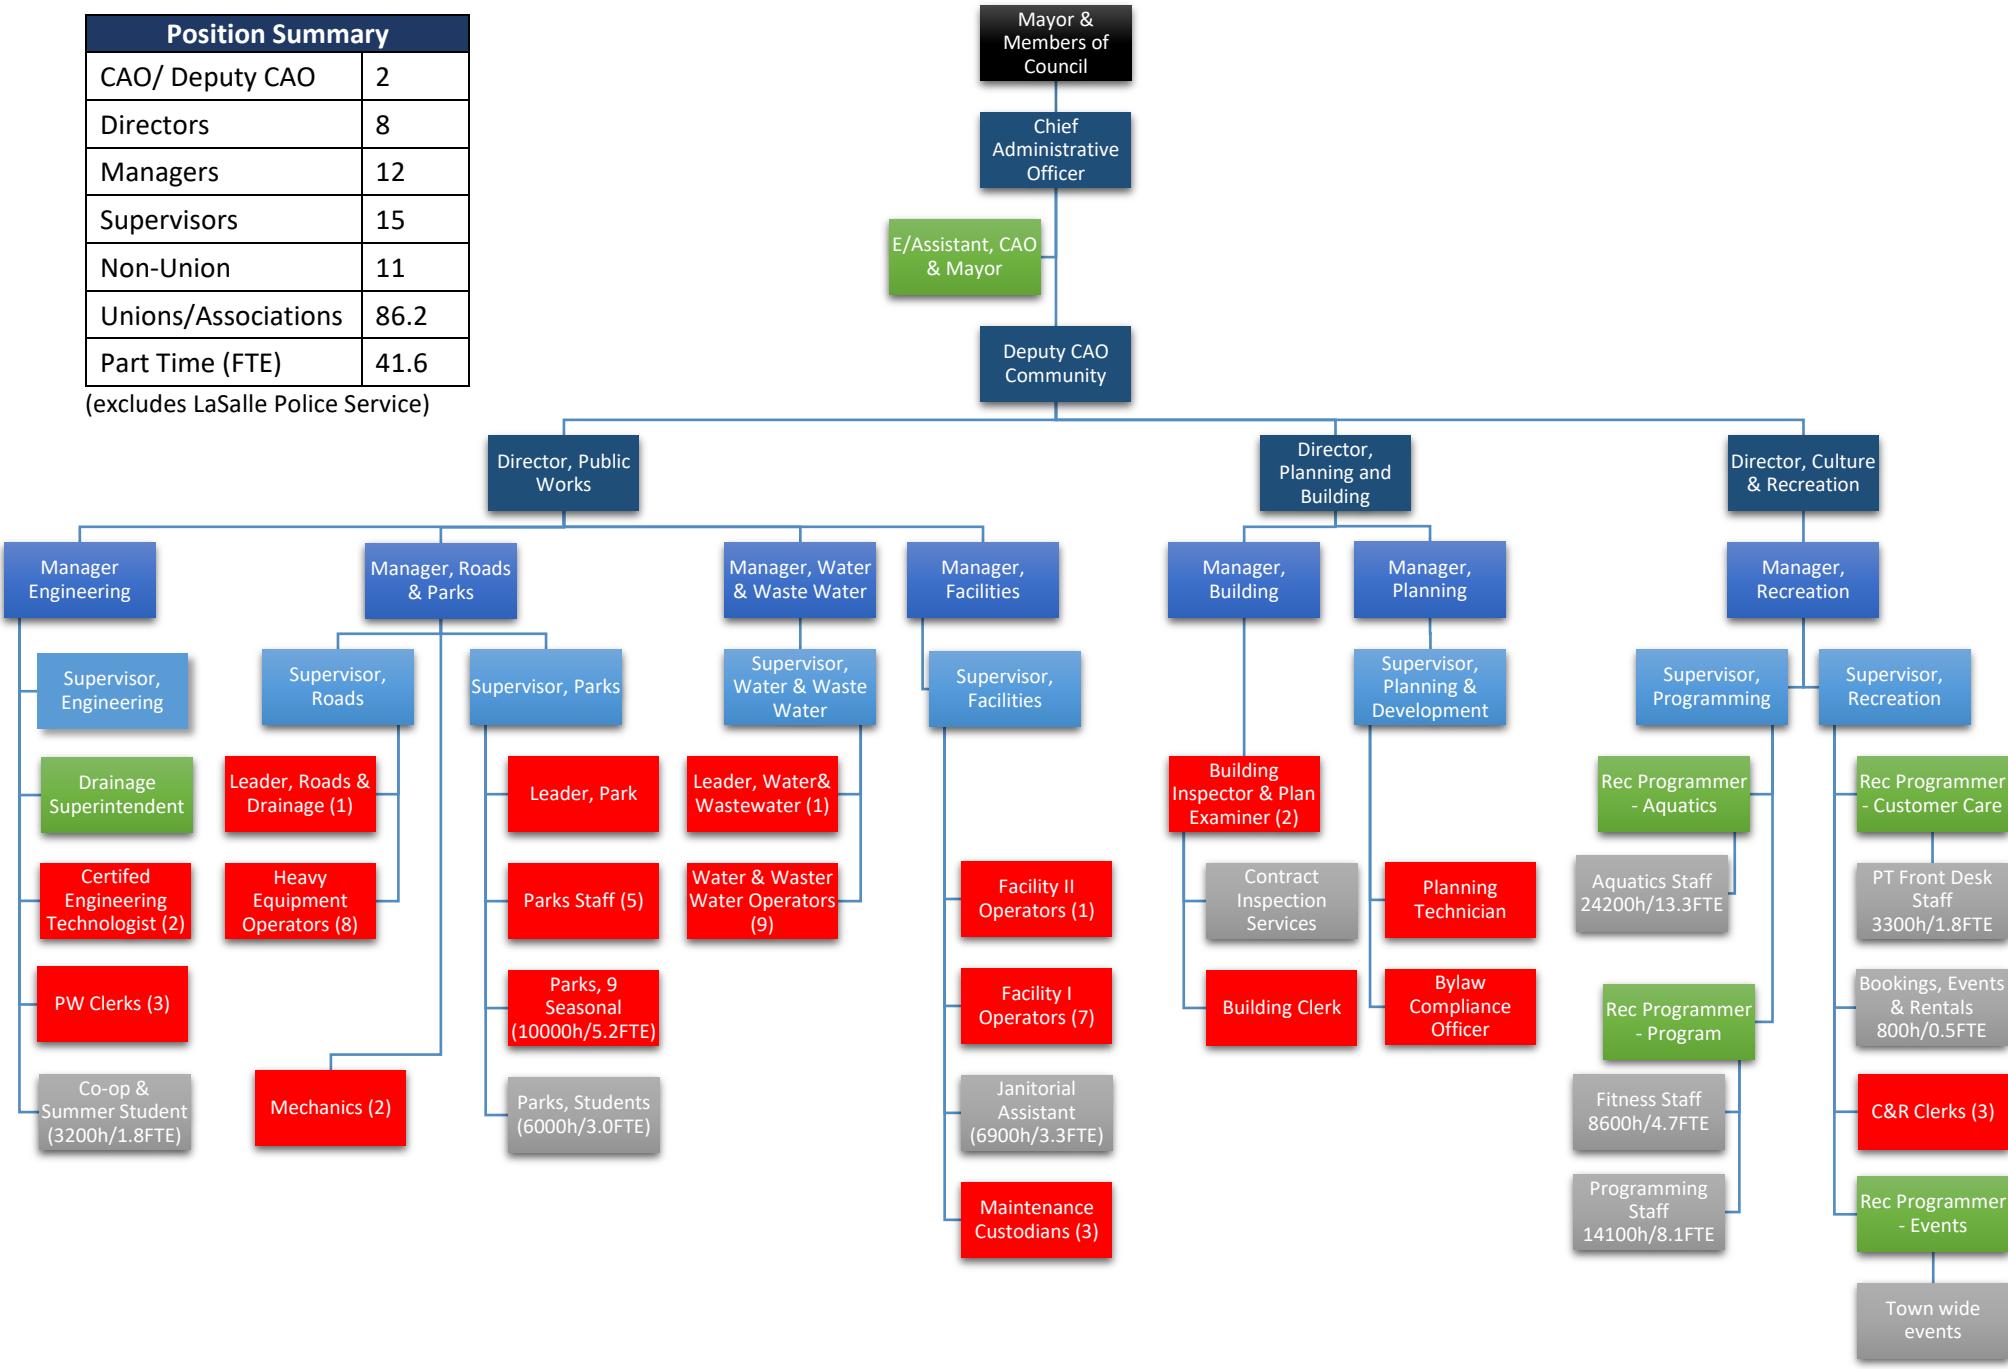 Position Summary
CAO/ Deputy CAO 2
Directors 8
Managers 12
Supervisors 15
Non-Union 11
Unions/Associations 86.2
Part Time (FTE) 41.6
(excludes LaSalle Police Service)
Mayor &
Members of
Council
Chief
Administrative
Officer
E/Assistant, CAO
& Mayor
Deputy CAO
Community
Director, Public
Works
Director,
Planning and
Building
Director, Culture
& Recreation
Manager
Engineering
Manager, Roads
& Parks
Manager, Water
& Waste Water
Manager,
Facilities
Manager,
Building
Manager,
Planning
Manager,
Recreation
Supervisor,
Engineering
Supervisor,
Roads
Supervisor, Parks
Supervisor,
Water & Waste
Water
Supervisor,
Facilities
Supervisor,
Planning &
Development
Supervisor,
Programming
Supervisor,
Recreation
Drainage
Superintendent
Leader, Roads &
Drainage (1)
Leader, Park
Leader, Water&
Wastewater (1)
Building
Inspector & Plan
Examiner (2)
Rec Programmer
- Aquatics
Rec Programmer
- Customer Care
Certifed
Engineering
Technologist (2)
Heavy
Equipment
Operators (8)
Parks Staff (5)
Water & Waster
Water Operators
(9)
Facility II
Operators (1)
Contract
Inspection
Services
Planning
Technician
Aquatics Staff
24200h/13.3FTE
PT Front Desk
Staff
3300h/1.8FTE
PW Clerks (3)
Parks, 9
Seasonal
(10000h/5.2FTE)
Facility I
Operators (7)
Building Clerk
Bylaw
Compliance
Officer
Rec Programmer
- Program
Bookings, Events
& Rentals
800h/0.5FTE
Co-op &
Summer Student
(3200h/1.8FTE)
Mechanics (2)
Parks, Students
(6000h/3.0FTE)
Janitorial
Assistant
(6900h/3.3FTE)
Fitness Staff
8600h/4.7FTE
C&R Clerks (3)
Maintenance
Custodians (3)
Programming
Staff
14100h/8.1FTE
Rec Programmer
- Events
Town wide
events